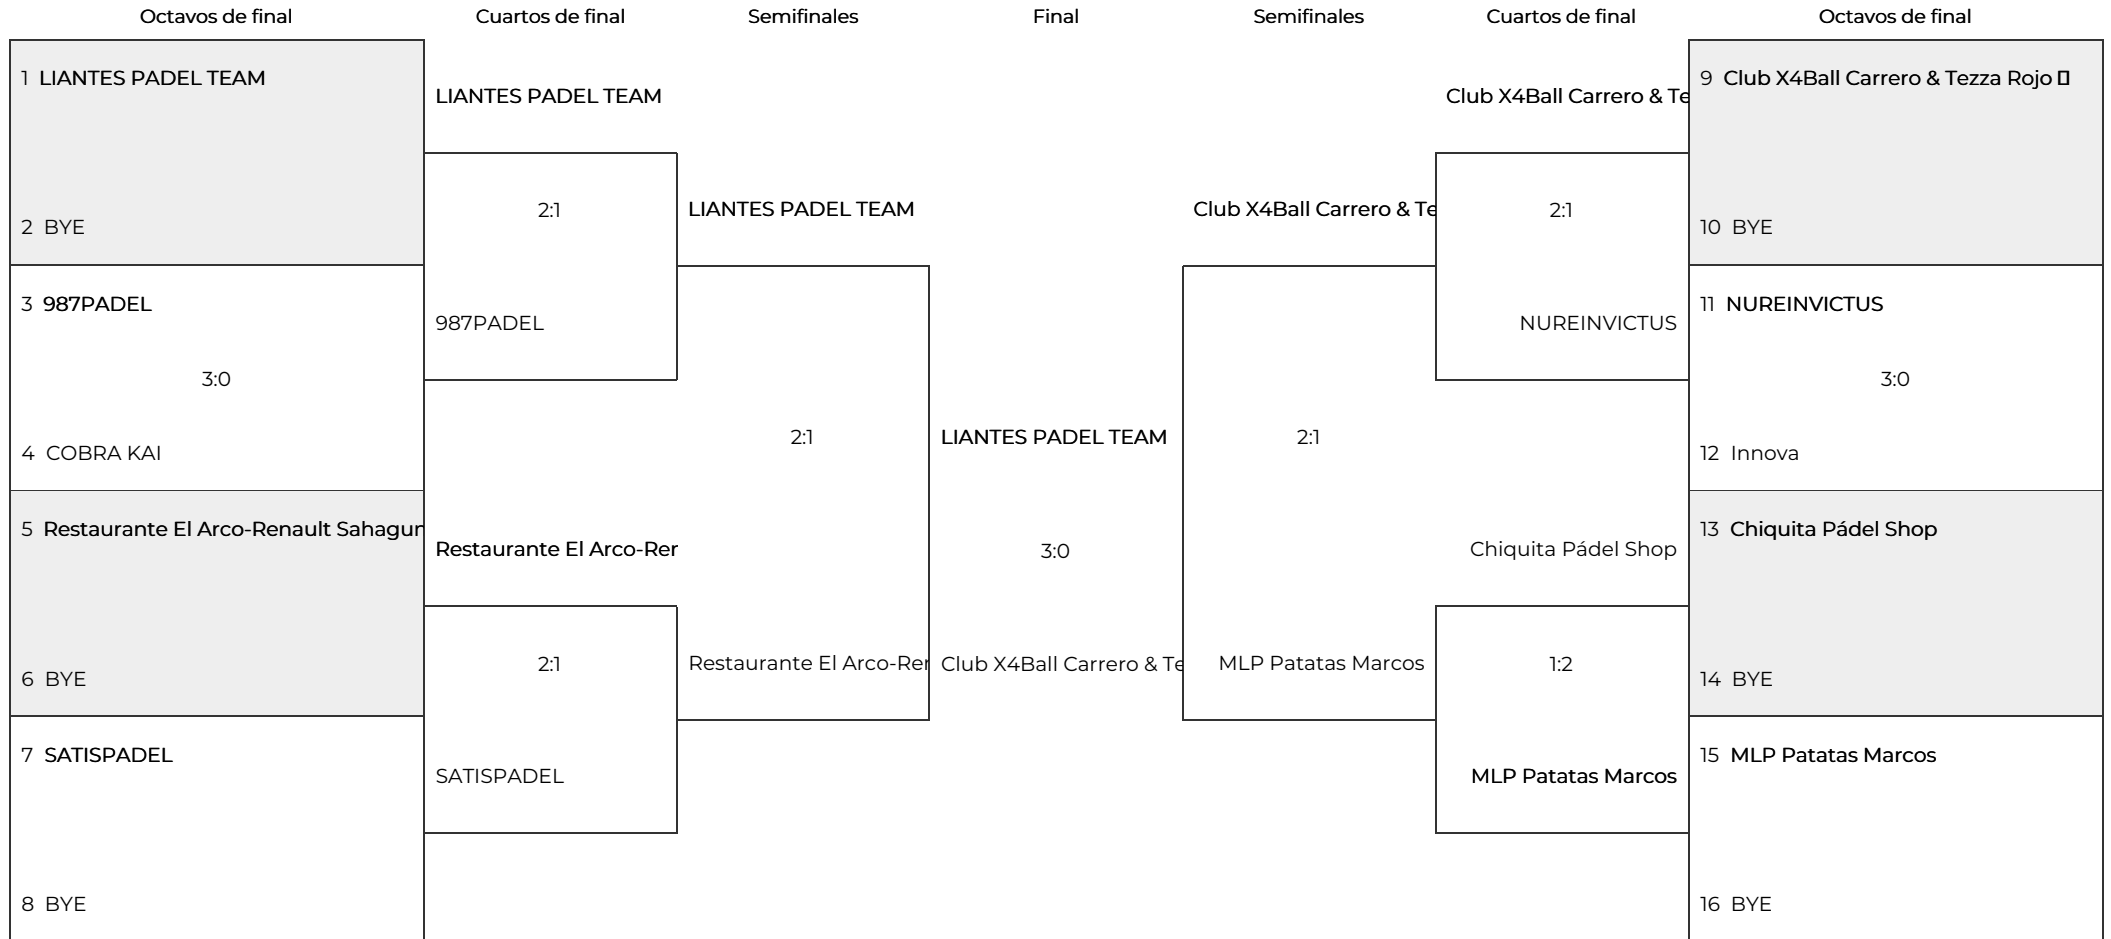 Octavos de final
Cuartos de final
Semifinales
Final
Semifinales
Cuartos de final
Octavos de final
1 LIANTES PADEL TEAM
2 BYE
3 987PADEL
3:0
4 COBRA KAI
5 Restaurante El Arco-Renault Sahagun
6 BYE
7 SATISPADEL
8 BYE
LIANTES PADEL TEAM
2:1
987PADEL
Restaurante El Arco-Ren
2:1
SATISPADEL
LIANTES PADEL TEAM
2:1
Restaurante El Arco-Ren
LIANTES PADEL TEAM
3:0
Club X4Ball Carrero & Te
Club X4Ball Carrero & Te
2:1
MLP Patatas Marcos
Club X4Ball Carrero & Te
2:1
NUREINVICTUS
Chiquita Pádel Shop
1:2
MLP Patatas Marcos
9 Club X4Ball Carrero & Tezza Rojo
10 BYE
11 NUREINVICTUS
3:0
12 Innova
13 Chiquita Pádel Shop
14 BYE
15 MLP Patatas Marcos
16 BYE